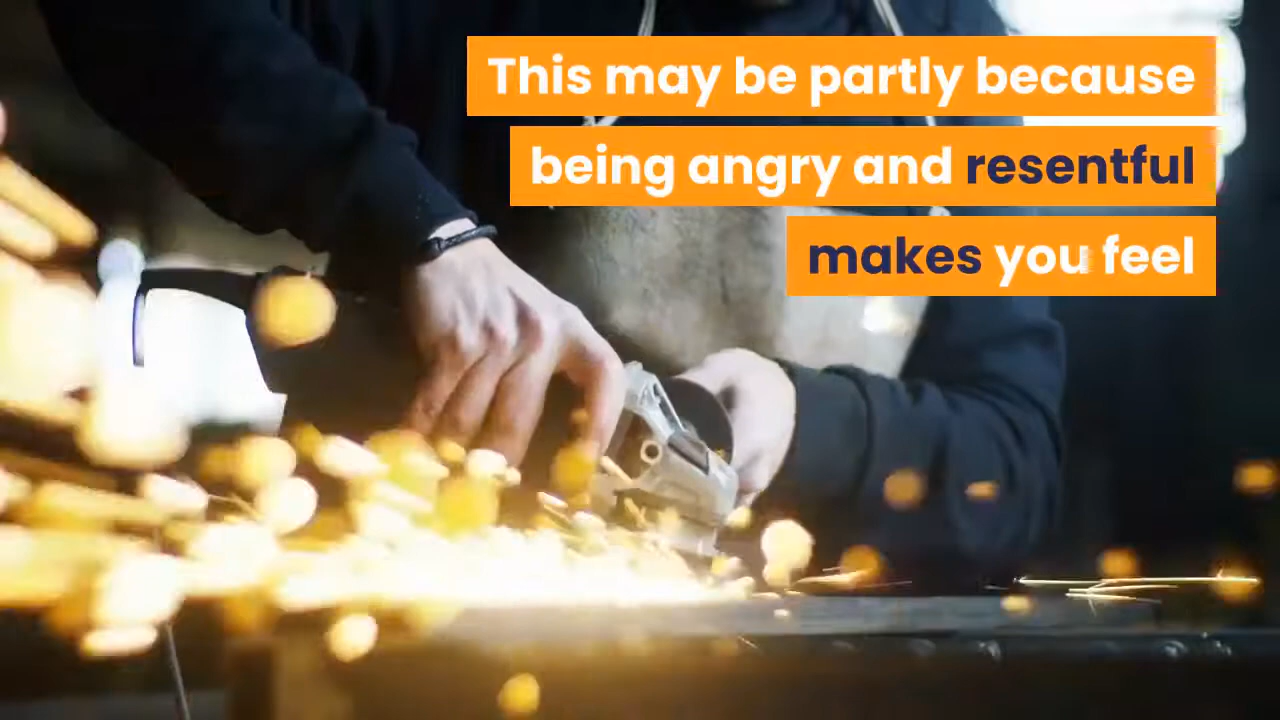 This may be partly because
being angry and resentful
makes you feel